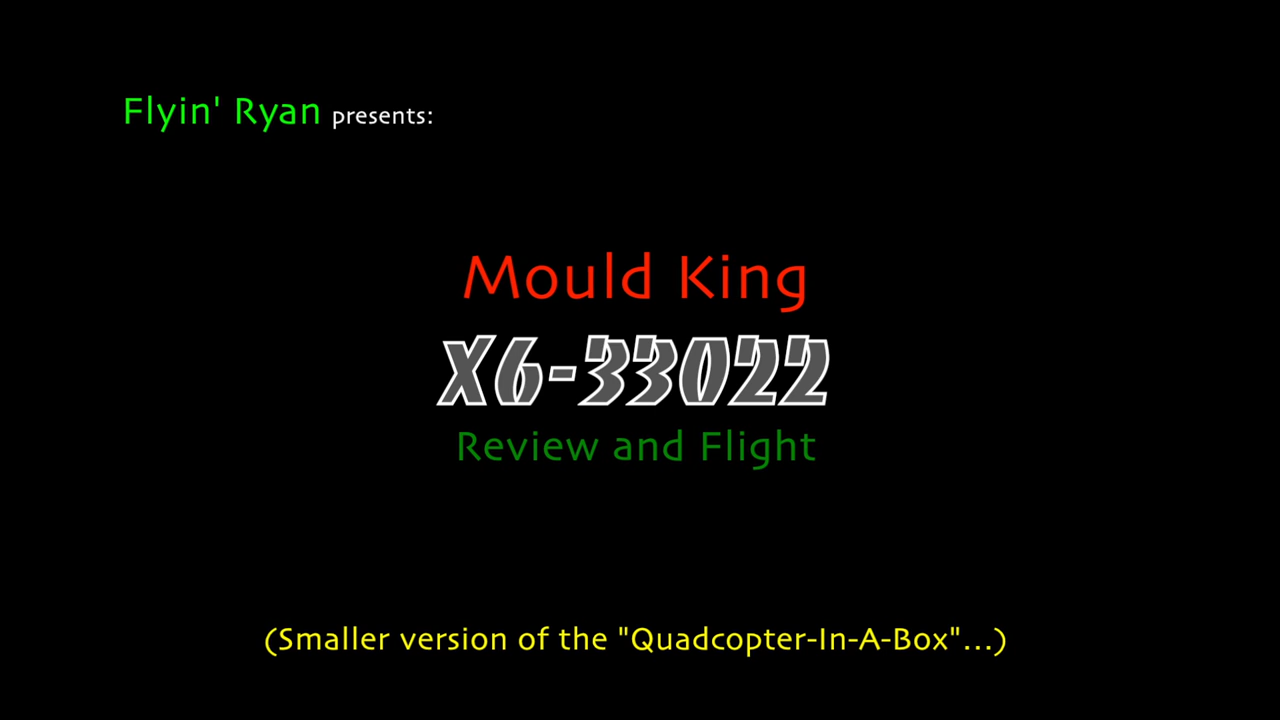 Flyin' Ryan presents:
Mould King
X6-33022
Review and Flight
(Smaller version of the "Quadcopter-In-A-Box"...)